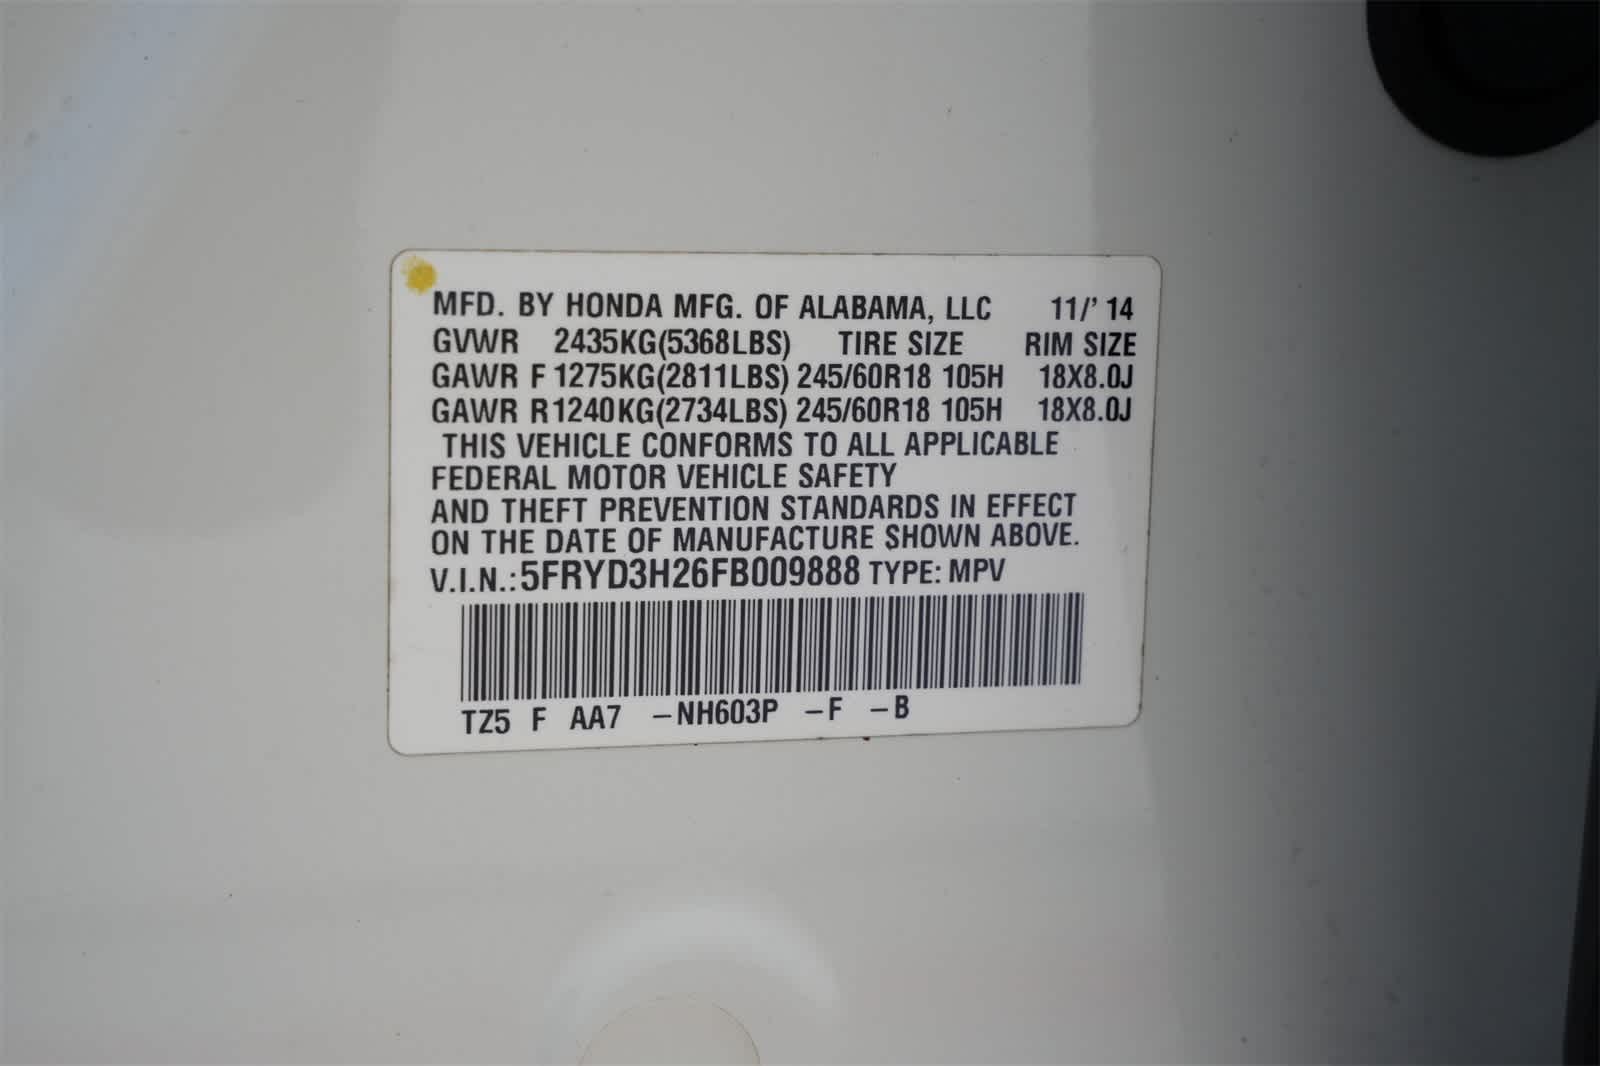 MFD. BY HONDA MFG. OF ALABAMA, LLC 11/' 14
GVWR 2435KG(5368LBS) TIRE SIZE RIM SIZE
GAWR F 1275KG(2811LBS) 245/60R18 105H 18X8.0J
GAWR R1240KG(2734LBS) 245/60R18 105H 18X8.0J
THIS VEHICLE CONFORMS TO ALL APPLICABLE
FEDERAL MOTOR VEHICLE SAFETY
AND THEFT PREVENTION STANDARDS IN EFFECT
ON THE DATE OF MANUFACTURE SHOWN ABOVE.
V.I.N.: 5FRYD3H26FB009888 TYPE: MPV
TZ5 F AA7 –NH603P –F –B